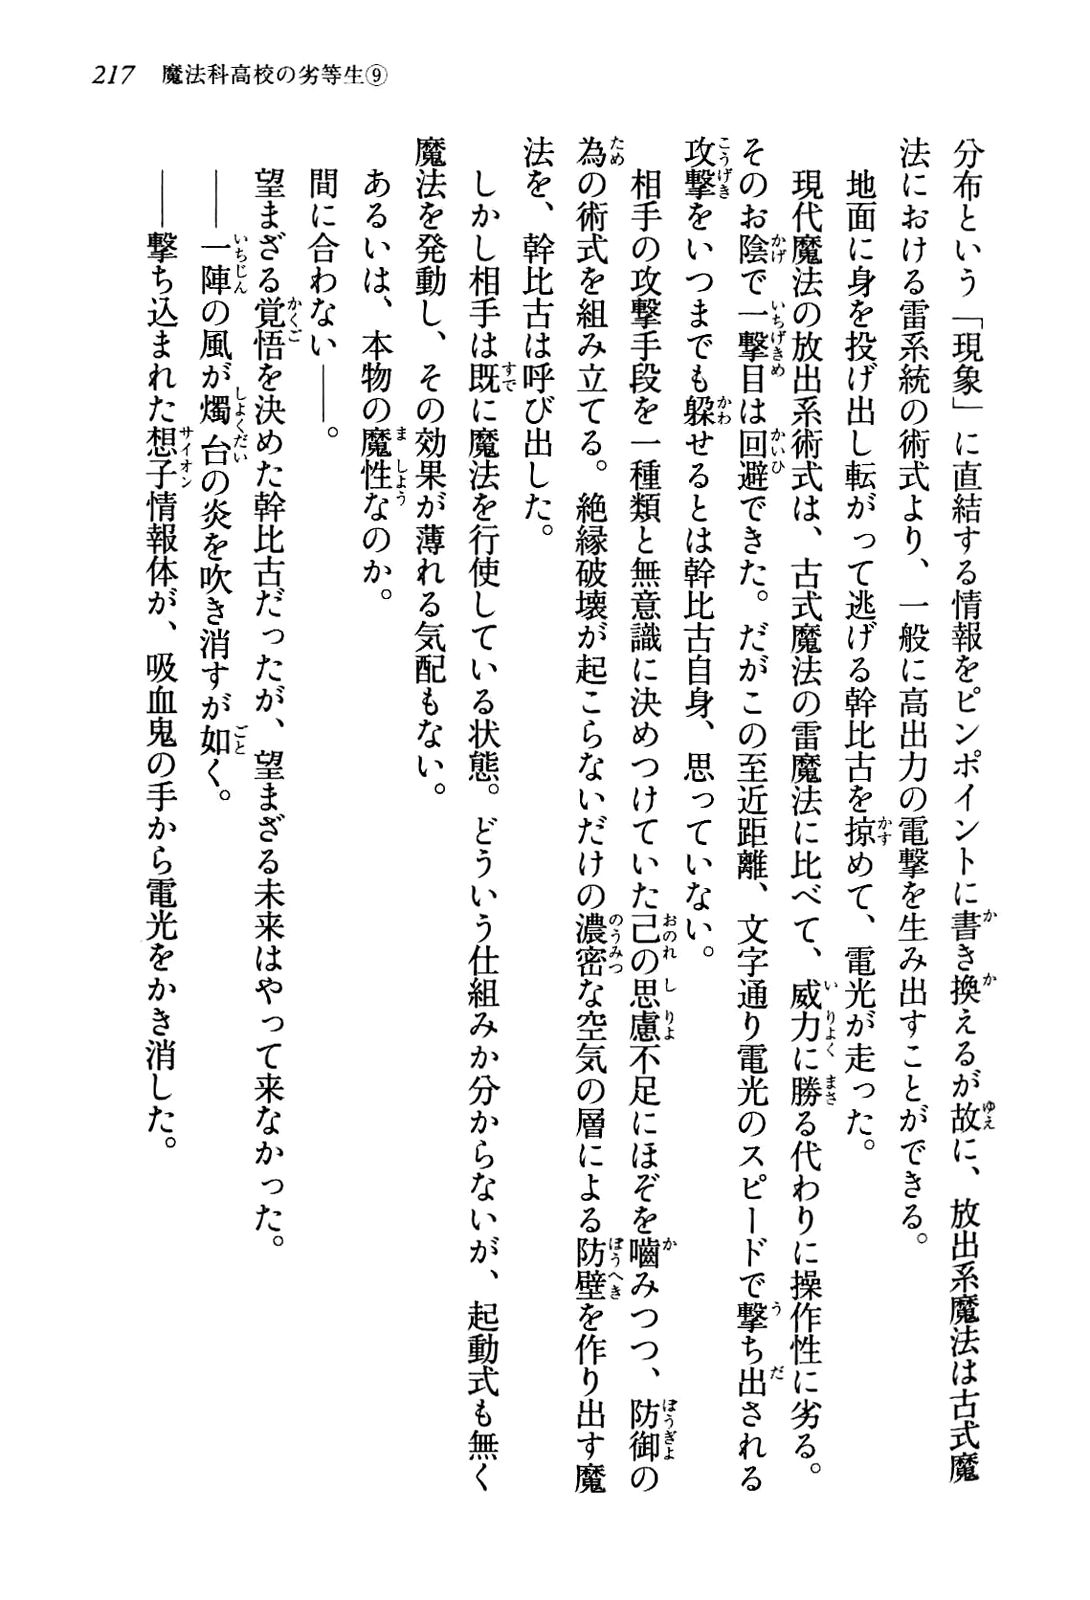 217 魔法科高校の劣等生⑨
分布という「現象」に直結する情報をピンポイントに書き換えるが故に、放出系魔法は古式魔
法における雷系統の術式より、一般に高出力の電撃を生み出すことができる。
地面に身を投げ出し転がって逃げる幹比古を掠めて、電光が走った。
現代魔法の放出系術式は、古式魔法の雷魔法に比べて、威力に勝る代わりに操作性に劣る。
そのお陰で一撃目は回避できた。だがこの至近距離、文字通り電光のスピードで撃ち出される
攻撃をいつまでも躱せるとは幹比古自身、思っていない。
相手の攻撃手段を一種類と無意識に決めつけていた己の思慮不足にほぞを嚙みつつ、防御の
為の術式を組み立てる。絶縁破壊が起こらないだけの濃密な空気の層による防壁を作り出す魔
法を、幹比古は呼び出した。
しかし相手は既に魔法を行使している状態。どういう仕組みか分からないが、起動式も無く
魔法を発動し、その効果が薄れる気配もない。
あるいは、本物の魔性なのか。
間に合わない――。
望まざる覚悟を決めた幹比古だったが、望まざる未来はやって来なかった。
――一陣の風が燭台の炎を吹き消すが如く。
――撃ち込まれた想子情報体が、吸血鬼の手から電光をかき消した。